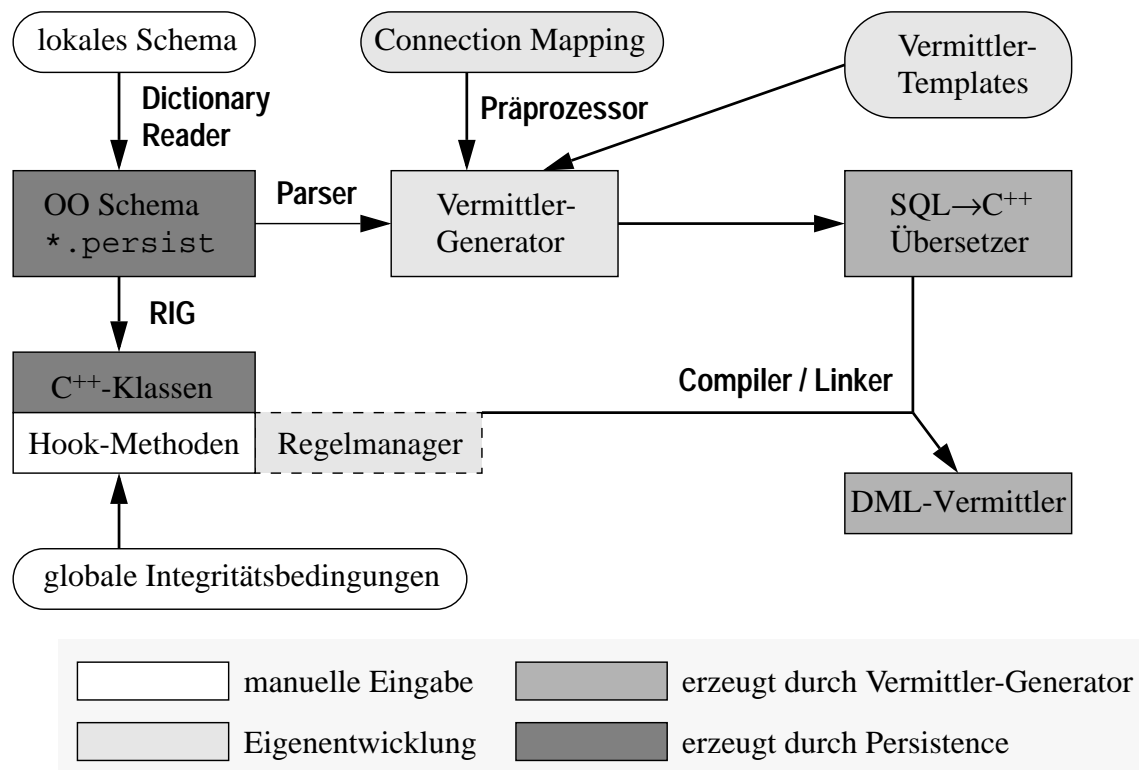 lokales Schema
Connection Mapping
Vermittler-
Templates
Dictionary
Reader
Präprozessor
OO Schema
*.persist
Parser
Vermittler-
Generator
SQL→C++
Übersetzer
RIG
C++-Klassen
Compiler / Linker
Hook-Methoden
Regelmanager
DML-Vermittler
globale Integritätsbedingungen
manuelle Eingabe
erzeugt durch Vermittler-Generator
Eigenentwicklung
erzeugt durch Persistence